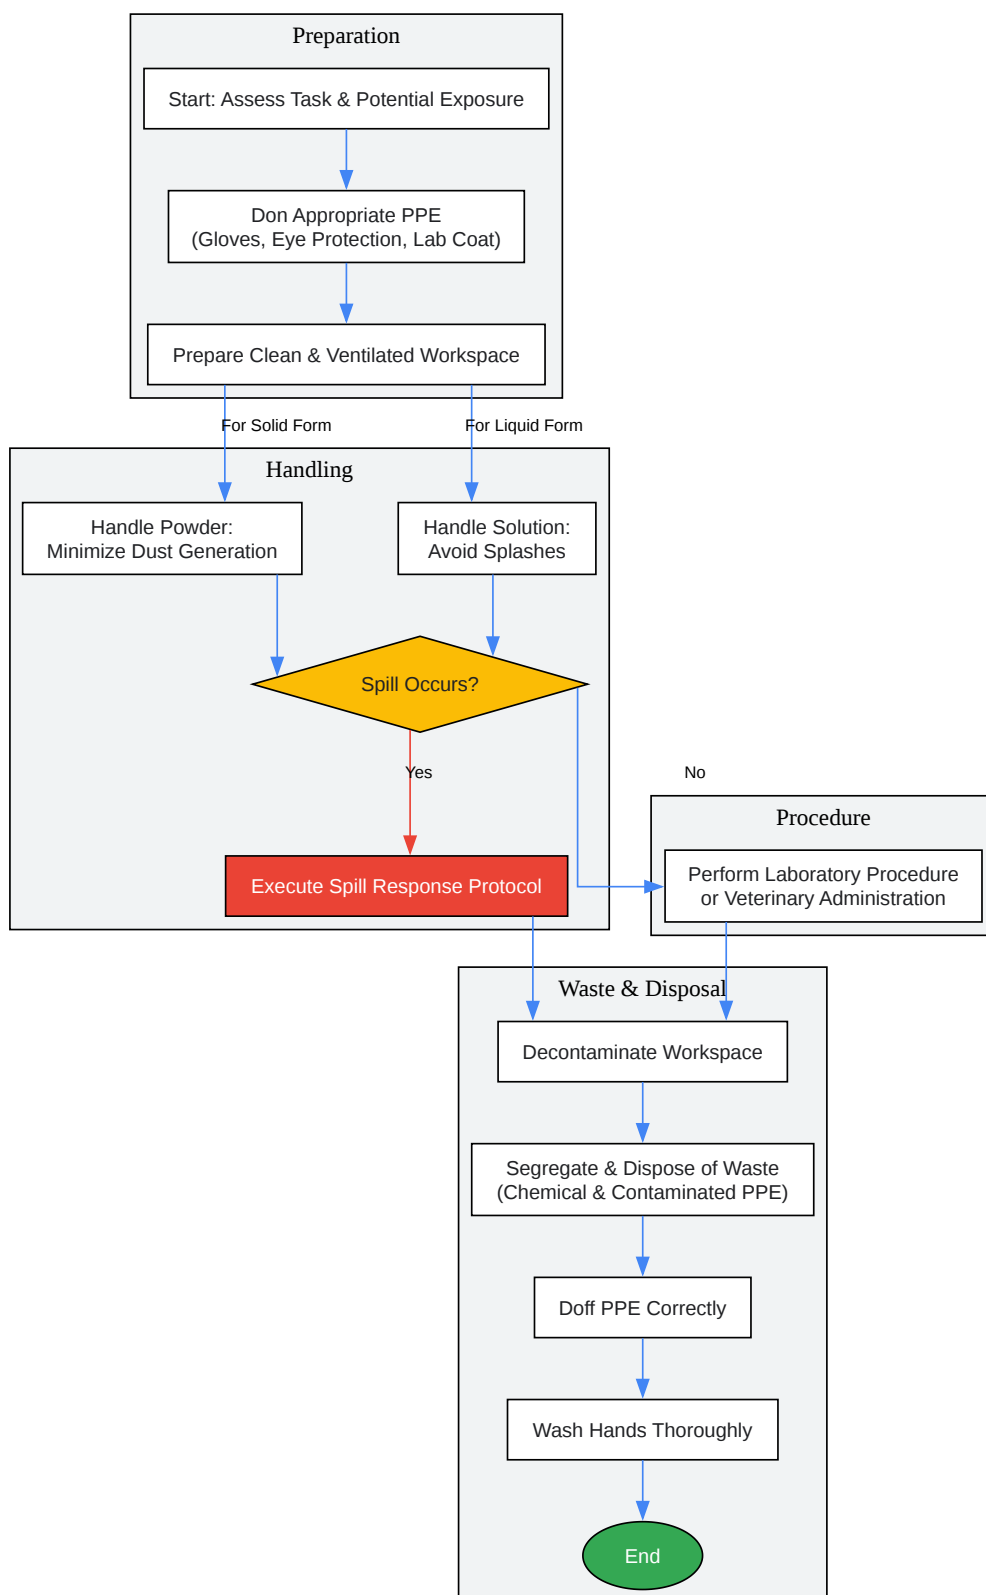 Preparation
Start: Assess Task & Potential Exposure
Don Appropriate PPE
(Gloves, Eye Protection, Lab Coat)
Prepare Clean & Ventilated Workspace
For Solid Form
For Liquid Form
Handling
Handle Powder:
Minimize Dust Generation
Handle Solution:
Avoid Splashes
Spill Occurs?
Yes
No
Procedure
Execute Spill Response Protocol
Perform Laboratory Procedure
or Veterinary Administration
Waste & Disposal
Decontaminate Workspace
Segregate & Dispose of Waste
(Chemical & Contaminated PPE)
Doff PPE Correctly
Wash Hands Thoroughly
End